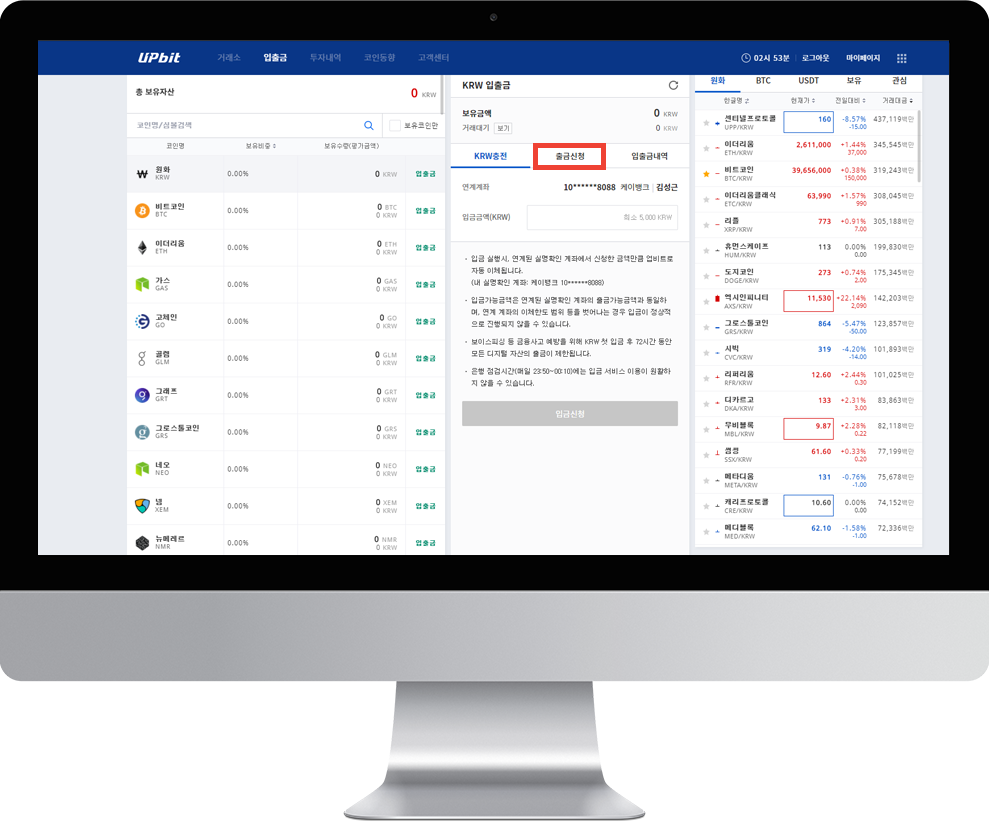 UPbit
거래소 입출금 투자내역 코인동향 고객센터
02시 53분 로그아웃 마이페이지
총 보유자산 0 KRW
코인명/심볼검색 보유코인만
코인명 보유비중 보유수량(평가금액)
원화 KRW 0.00% 0 KRW 입출금
비트코인 BTC 0.00% 0 BTC 0 KRW 입출금
이더리움 ETH 0.00% 0 ETH 0 KRW 입출금
가스 GAS 0.00% 0 GAS 0 KRW 입출금
고체인 GO 0.00% 0 GO 0 KRW 입출금
골렘 GLM 0.00% 0 GLM 0 KRW 입출금
그래프 GRT 0.00% 0 GRT 0 KRW 입출금
그로스톨코인 GRS 0.00% 0 GRS 0 KRW 입출금
네오 NEO 0.00% 0 NEO 0 KRW 입출금
넴 XEM 0.00% 0 XEM 0 KRW 입출금
뉴메레르 NMR 0.00% 0 NMR 0 KRW 입출금
KRW 입출금
보유금액 0 KRW
거래대기 보기 0 KRW
KRW충전 출금신청 입출금내역
연계계좌 10******8088 케이뱅크 | 김성근
입금금액(KRW) 최소 5,000 KRW
· 입금 실행시, 연계된 실명확인 계좌에서 신청한 금액만큼 업비트로
자동 이체됩니다.
(내 실명확인 계좌: 케이뱅크 10******8088)
· 입금가능금액은 연계된 실명확인 계좌의 출금가능금액과 동일하
며, 연계 계좌의 이체한도 범위 등을 벗어나는 경우 입금이 정상적
으로 진행되지 않을 수 있습니다.
· 보이스피싱 등 금융사고 예방을 위해 KRW 첫 입금 후 72시간 동안
모든 디지털 자산의 출금이 제한됩니다.
· 은행 점검시간(매일 23:50~00:10)에는 입금 서비스 이용이 원활하
지 않을 수 있습니다.
입금신청
원화 BTC USDT 보유 관심
한글명 현재가 전일대비 거래대금
센티넬프로토콜 UPP/KRW 160 -8.57% -15.00 437,119백만
이더리움 ETH/KRW 2,611,000 +1.44% 37,000 345,545백만
비트코인 BTC/KRW 39,656,000 +0.38% 150,000 319,243백만
이더리움클래식 ETC/KRW 63,990 +1.57% 990 308,045백만
리플 XRP/KRW 773 +0.91% 7.00 305,188백만
휴먼스케이프 HUM/KRW 113 0.00% 0.00 199,830백만
도지코인 DOGE/KRW 273 +0.74% 2.00 175,345백만
엑시인피니티 AXS/KRW 11,530 +22.14% 2,090 142,203백만
그로스톨코인 GRS/KRW 864 -5.47% -50.00 123,857백만
시빅 CVC/KRW 319 -4.20% -14.00 101,893백만
리퍼리움 RFR/KRW 12.60 +2.44% 0.30 101,025백만
디카르고 DKA/KRW 133 +2.31% 3.00 83,863백만
무비블록 MBL/KRW 9.87 +2.28% 0.22 82,118백만
썸씽 SSX/KRW 61.60 +0.33% 0.20 77,199백만
메타디움 META/KRW 131 -0.76% -1.00 75,678백만
캐리프로토콜 CRE/KRW 10.60 0.00% 0.00 74,152백만
메디블록 MED/KRW 62.10 -1.58% -1.00 72,336백만